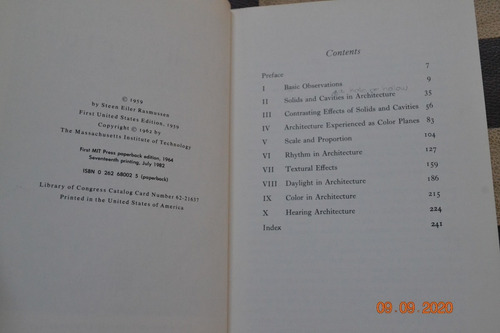 © 1959
by Steen Eiler Rasmussen
First United States Edition, 1959
Copyright © 1962 by
The Massachusetts Institute of Technology
First MIT Press paperback edition, 1964
Seventeenth printing, July 1982
ISBN 0 262 68002 5 (paperback)
Library of Congress Catalog Card Number 62-21637
Printed in the United States of America
Contents
Preface 7
I Basic Observations 9
II Solids and Cavities in Architecture 35
III Contrasting Effects of Solids and Cavities 56
IV Architecture Experienced as Color Planes 83
V Scale and Proportion 104
VI Rhythm in Architecture 127
VII Textural Effects 159
VIII Daylight in Architecture 186
IX Color in Architecture 215
X Hearing Architecture 224
Index 241
09.09.2020